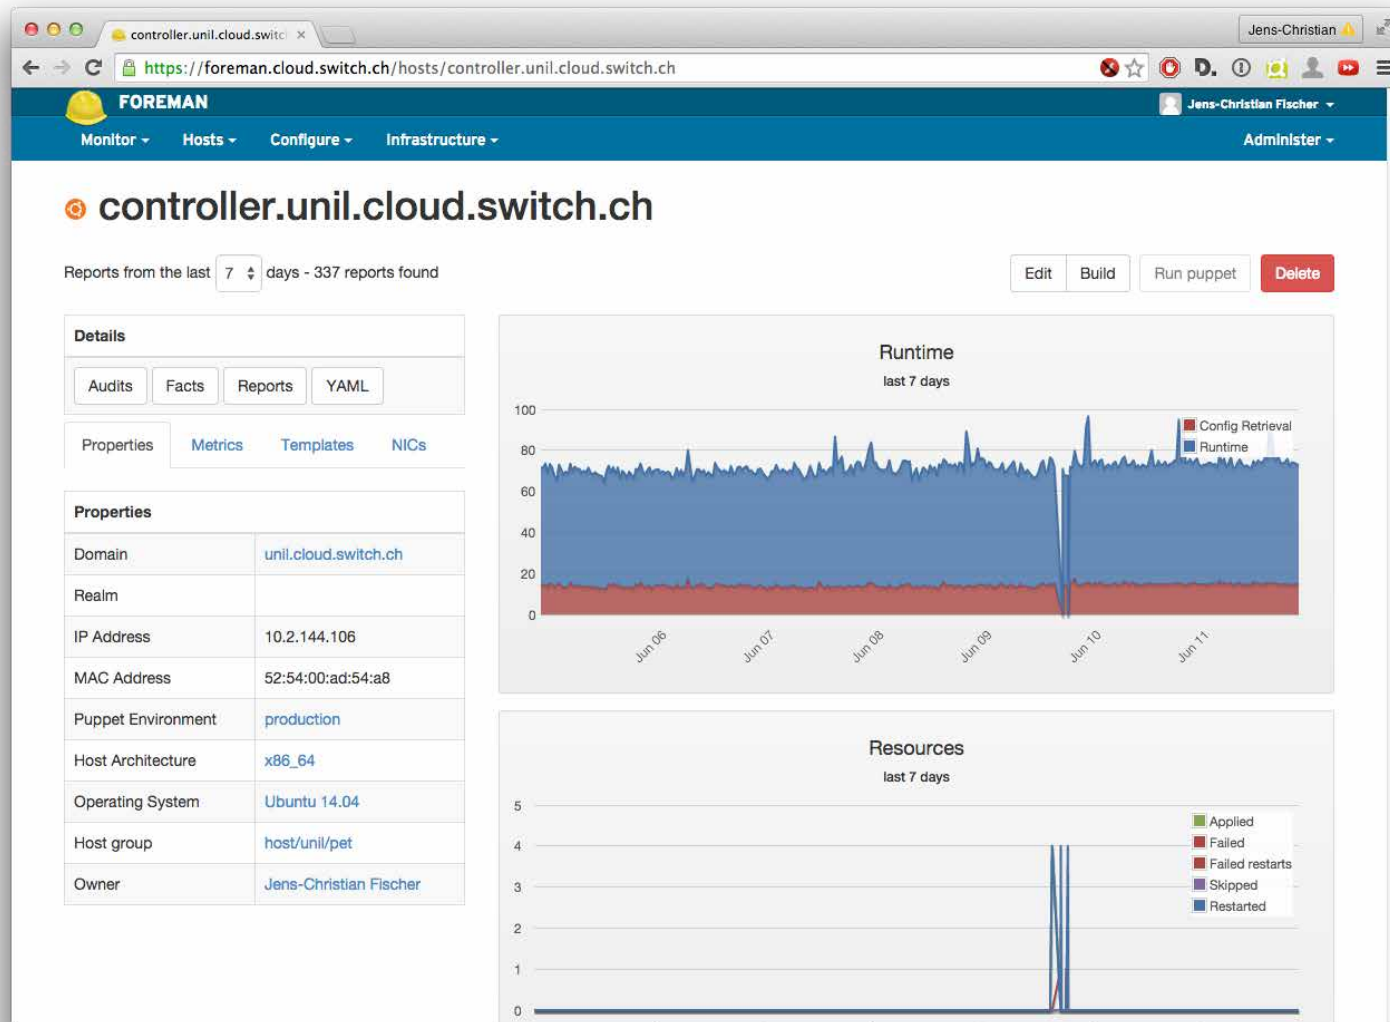 controller.unil.cloud.switc
Jens-Christian
https://foreman.cloud.switch.ch/hosts/controller.unil.cloud.switch.ch
D.
FOREMAN
Jens-Christian Fischer
Monitor Hosts Configure Infrastructure Administer
controller.unil.cloud.switch.ch
Reports from the last 7 days - 337 reports found
Edit Build Run puppet Delete
Details
Audits Facts Reports YAML
Properties Metrics Templates NICs
Properties
Domain unil.cloud.switch.ch
Realm
IP Address 10.2.144.106
MAC Address 52:54:00:ad:54:a8
Puppet Environment production
Host Architecture x86_64
Operating System Ubuntu 14.04
Host group host/unil/pet
Owner Jens-Christian Fischer
Runtime
last 7 days
100
80
60
40
20
0
Config Retrieval
Runtime
Jun 06 Jun 07 Jun 08 Jun 09 Jun 10 Jun 11
Resources
last 7 days
5
4
3
2
1
0
Applied
Failed
Failed restarts
Skipped
Restarted